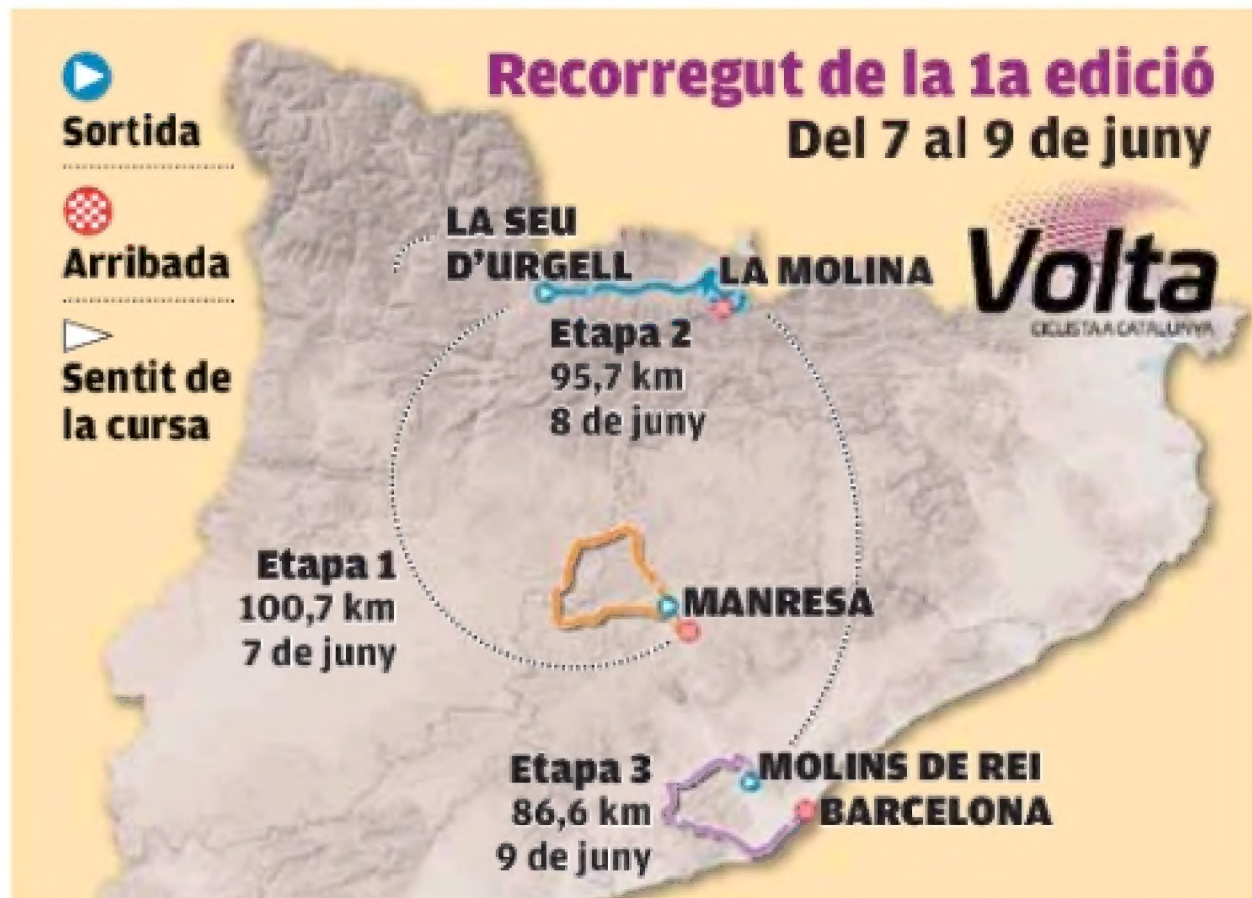 Recorregut de la 1a edició
Del 7 al 9 de juny
Sortida
Arribada
Sentit de
la cursa
Volta
CICLISTA A CATALUNYA
LA SEU
D'URGELL
LA MOLINA
Etapa 2
95,7 km
8 de juny
Etapa 1
100,7 km
7 de juny
MANRESA
Etapa 3
86,6 km
9 de juny
MOLINS DE REI
BARCELONA